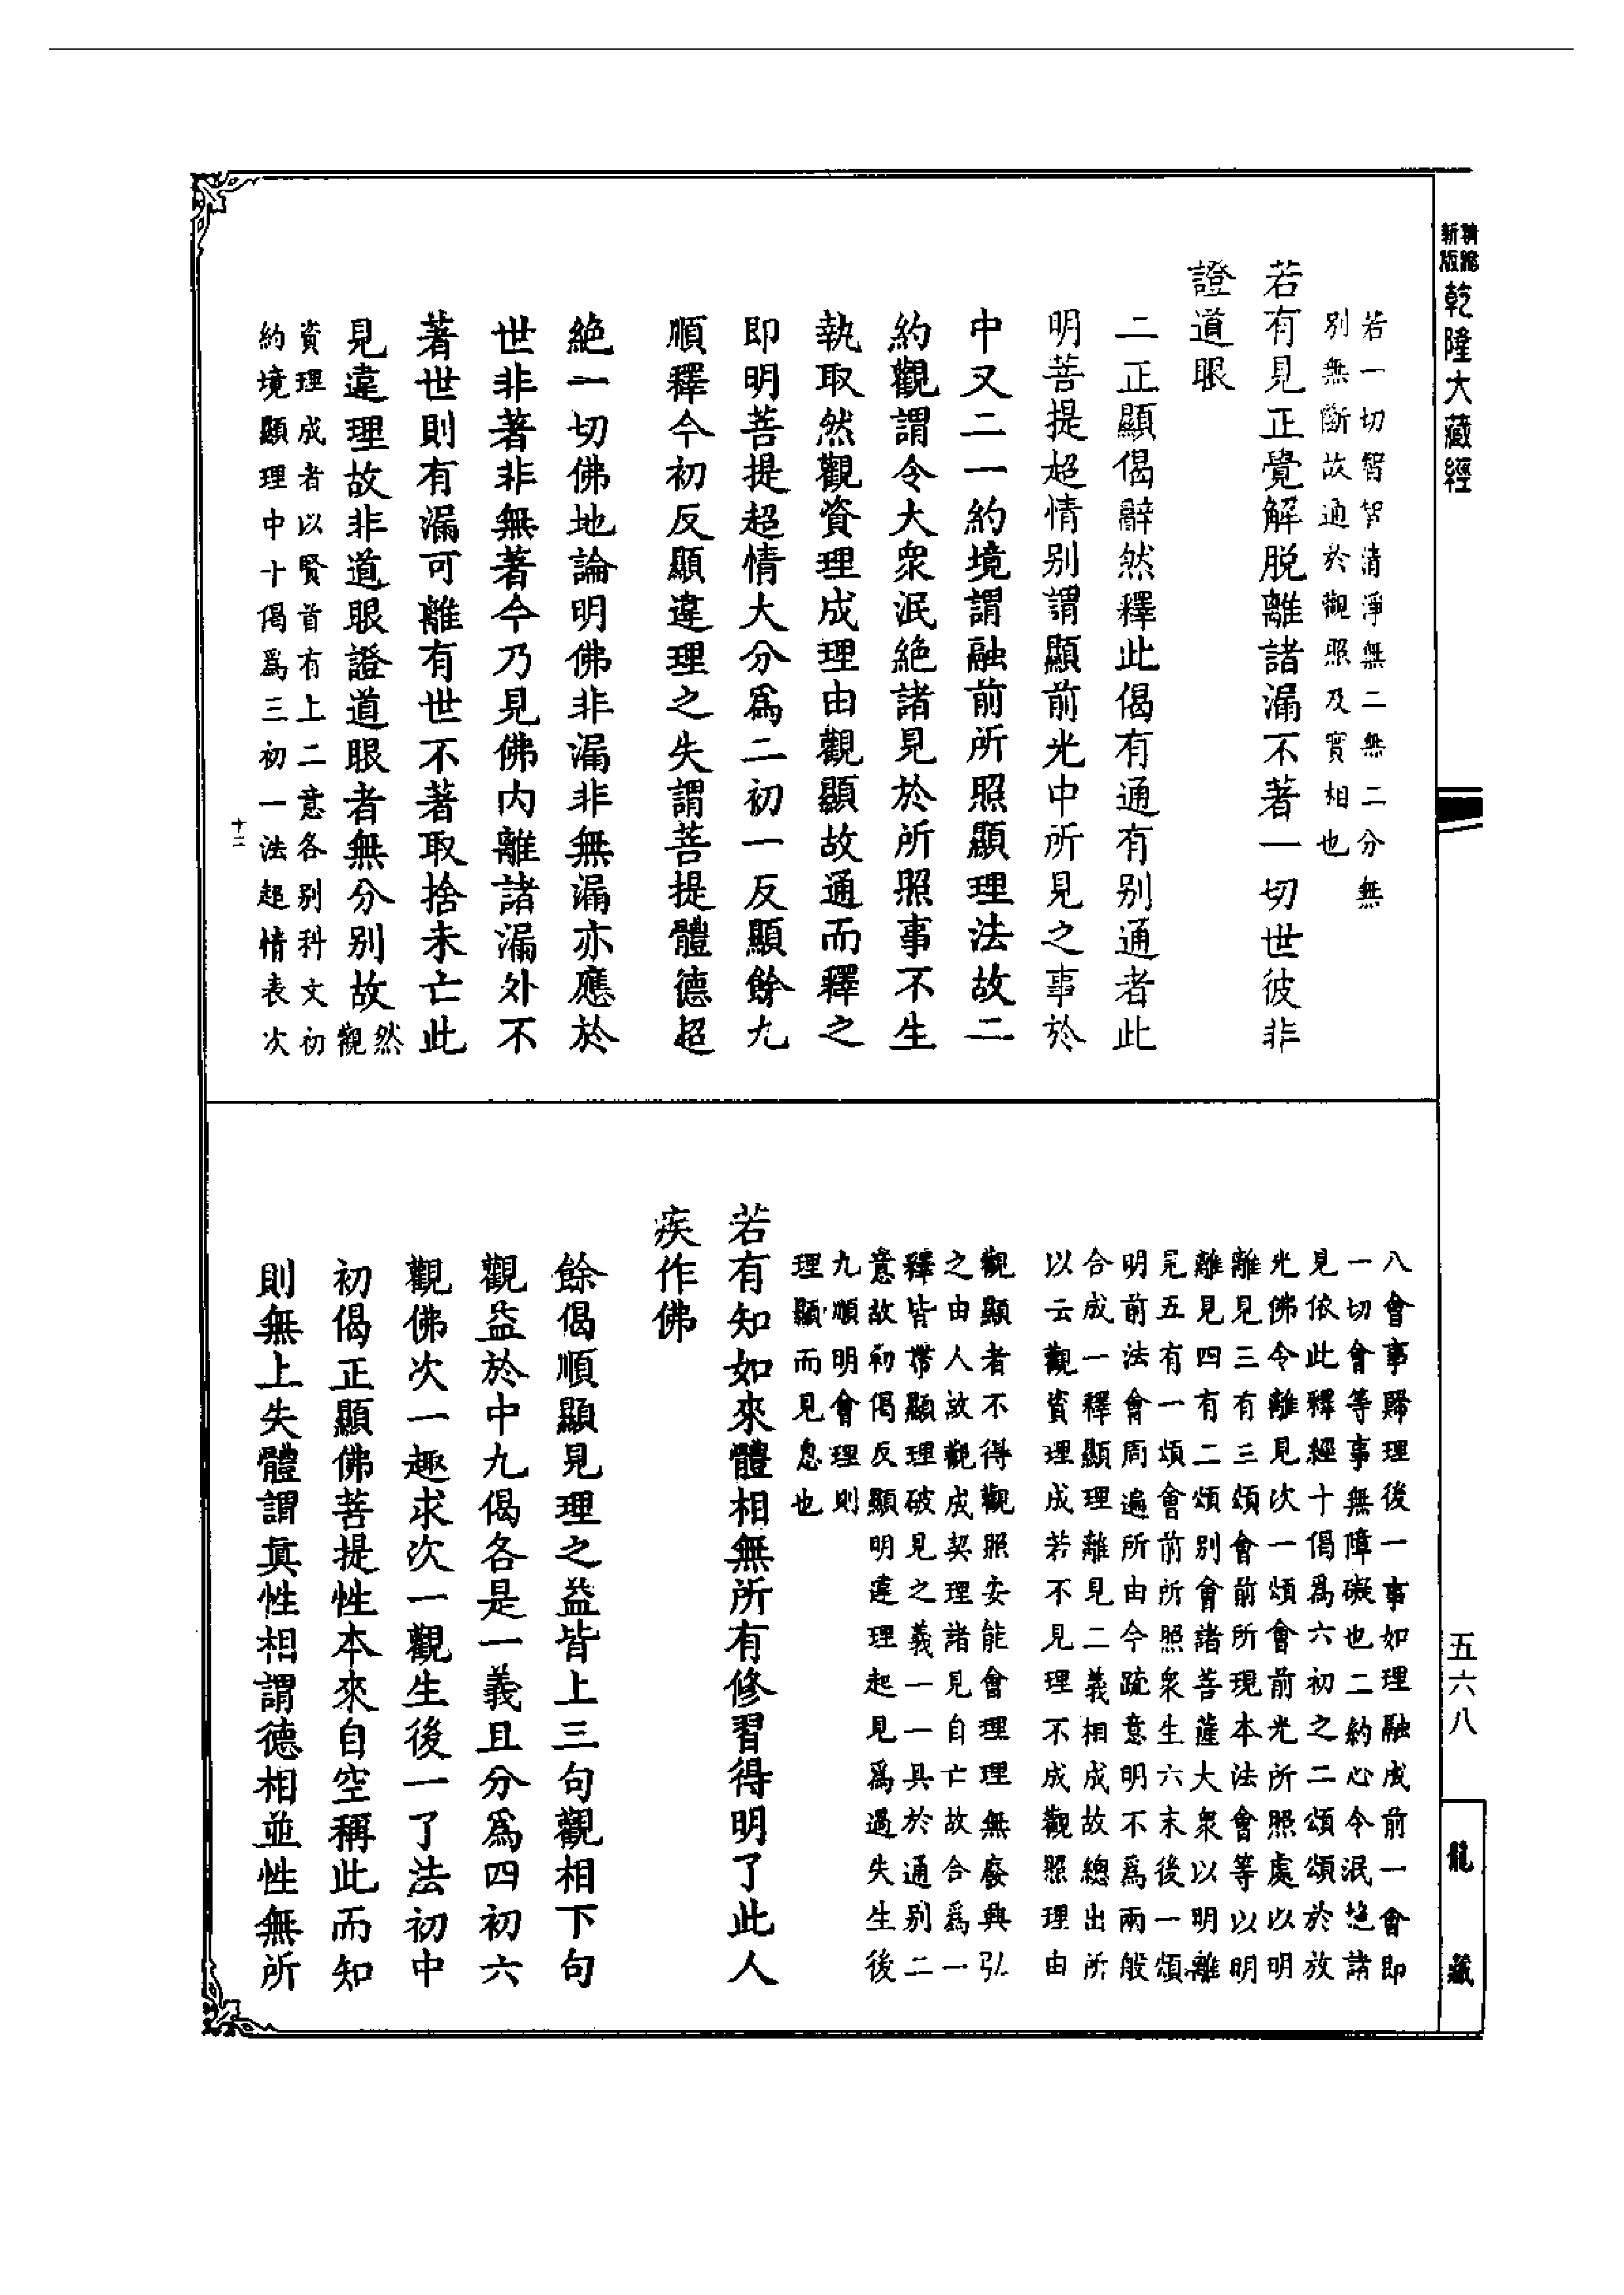 精縮
新版
乾隆大藏經
若一切智智清淨無二無二分無
別無斷故通於觀照及實相也
若有見正覺解脱離諸漏不著一切世彼非
證道眼
二正顯偈辭然釋此偈有通有别通者此
明菩提超情别謂顯前光中所見之事於
中又二一約境謂融前所照顯理法故二
約觀謂令大衆泯絶諸見於所照事不生
執取然觀資理成理由觀顯故通而釋之
即明菩提超情大分爲二初一反顯餘九
順釋今初反顯違理之失謂菩提體德超
絶一切佛地論明佛非漏非無漏亦應於
世非著非無著今乃見佛内離諸漏外不
著世則有漏可離有世不著取捨未亡此
見違理故非道眼證道眼者無分别故然
觀
資理成者以賢首有上二意各别科文初
約境顯理中十偈爲三初一法超情表次
十二
八會事歸理後一事如理融成前一會即
一切會等事無障礙也二約心令泯絶諸
見依此釋經十偈爲六初之二頌頌於放
光佛令離見次一頌會前光所照處以明
離見三有三頌會前所現本法會等以明
離見四有二頌别會諸菩薩大衆以明離
見五有一頌會前所照衆生六末後一頌
明前法會周遍所由今疏意明不爲兩般
合成一釋顯理離見二義相成故總出所
以云觀資理成若不見理不成觀照理由
觀顯者不得觀照安能會理理無廢興弘
之由人故觀成契理諸見自亡故合爲一
釋皆帶顯理破見之義一一具於通别二
意故初偈反顯明違理起見爲過失生後
九順明會理則
理顯而見息也
若有知如來體相無所有修習得明了此人
疾作佛
餘偈順顯見理之益皆上三句觀相下句
觀益於中九偈各是一義且分爲四初六
觀佛次一趣求次一觀生後一了法初中
初偈正顯佛菩提性本來自空稱此而知
則無上失體謂真性相謂德相並性無所
五六八
龍藏